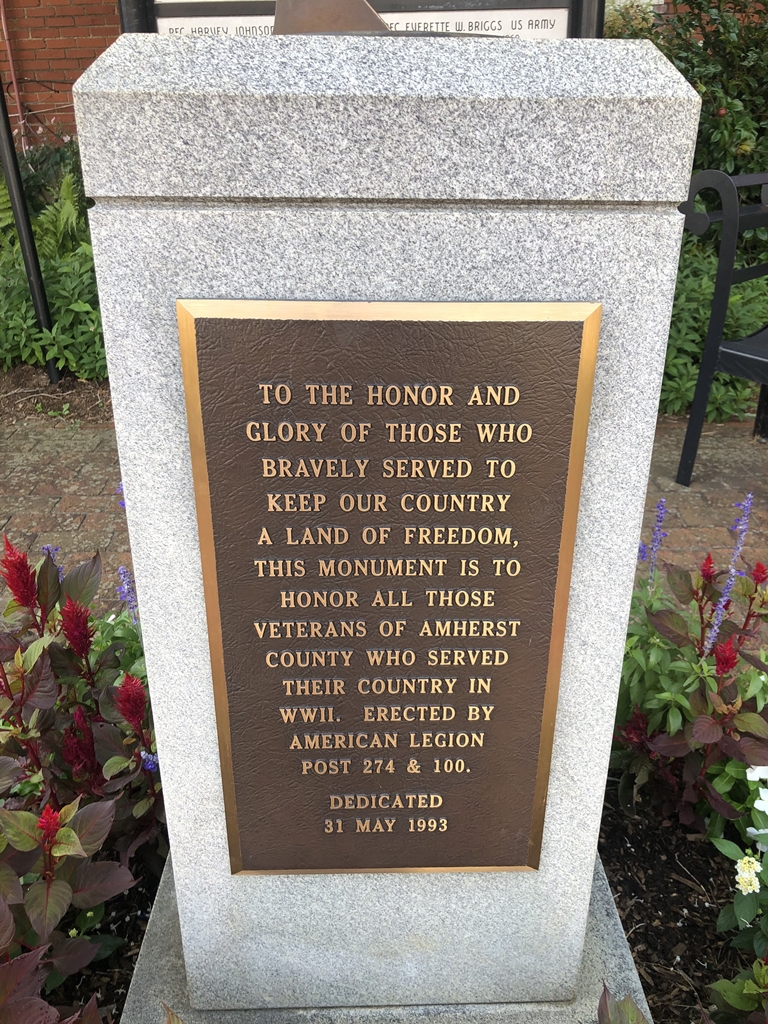 PFC HARVEY JOHNSON
PFC EVERETTE W. BRIGGS US ARMY
TO THE HONOR AND
GLORY OF THOSE WHO
BRAVELY SERVED TO
KEEP OUR COUNTRY
A LAND OF FREEDOM,
THIS MONUMENT IS TO
HONOR ALL THOSE
VETERANS OF AMHERST
COUNTY WHO SERVED
THEIR COUNTRY IN
WWII. ERECTED BY
AMERICAN LEGION
POST 274 & 100.
DEDICATED
31 MAY 1993